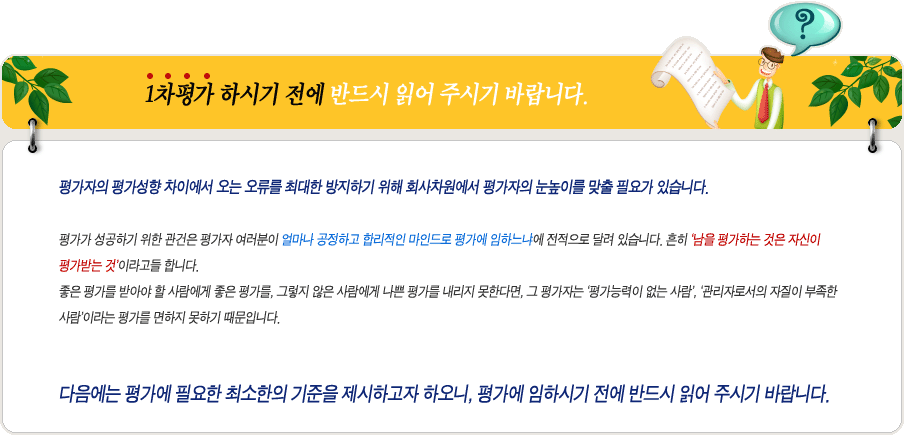 ?
1차평가 하시기 전에 반드시 읽어 주시기 바랍니다.
평가자의 평가성향 차이에서 오는 오류를 최대한 방지하기 위해 회사차원에서 평가자의 눈높이를 맞출 필요가 있습니다.
평가가 성공하기 위한 관건은 평가자 여러분이 얼마나 공정하고 합리적인 마인드로 평가에 임하느냐에 전적으로 달려 있습니다. 흔히 '남을 평가하는 것은 자신이
평가받는 것'이라고들 합니다.
좋은 평가를 받아야 할 사람에게 좋은 평가를, 그렇지 않은 사람에게 나쁜 평가를 내리지 못한다면, 그 평가자는 '평가능력이 없는 사람', '관리자로서의 자질이 부족한
사람'이라는 평가를 면하지 못하기 때문입니다.
다음에는 평가에 필요한 최소한의 기준을 제시하고자 하오니, 평가에 임하시기 전에 반드시 읽어 주시기 바랍니다.